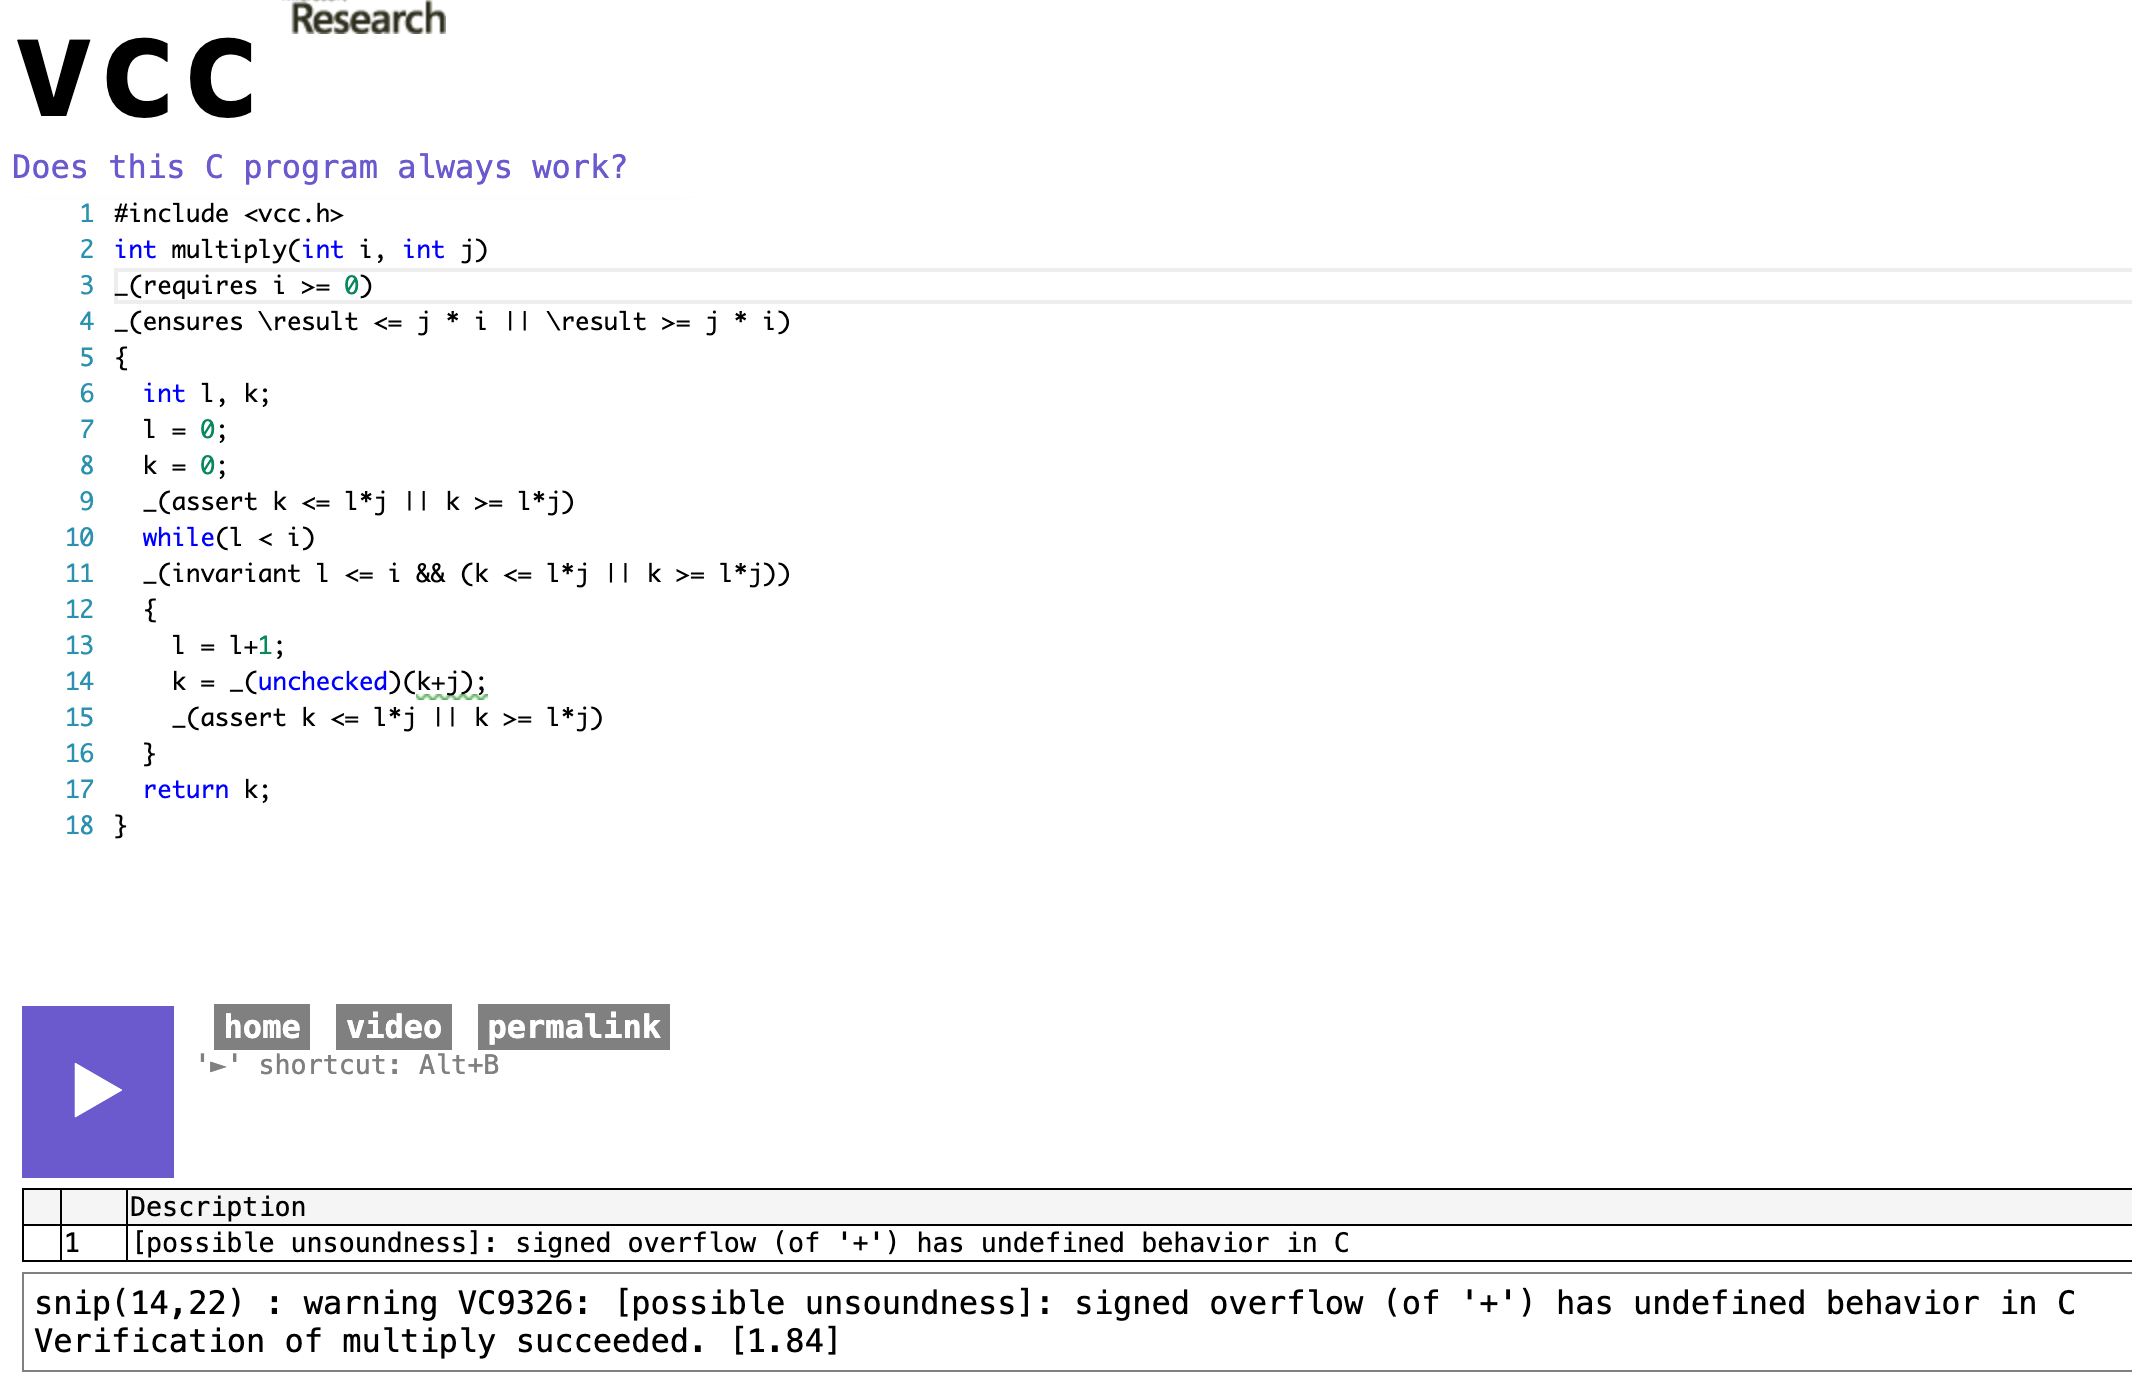 Research
vcc
Does this C program always work?
1 #include <vcc.h>
2 int multiply(int i, int j)
3 _(requires i >= 0)
4 _(ensures \result <= j * i || \result >= j * i)
5 {
6   int l, k;
7   l = 0;
8   k = 0;
9   _(assert k <= l*j || k >= l*j)
10   while(l < i)
11   _(invariant l <= i && (k <= l*j || k >= l*j))
12   {
13     l = l+1;
14     k = _(unchecked)(k+j);
15     _(assert k <= l*j || k >= l*j)
16   }
17   return k;
18 }
home video permalink
'►' shortcut: Alt+B
Description
1 [possible unsoundness]: signed overflow (of '+') has undefined behavior in C
snip(14,22) : warning VC9326: [possible unsoundness]: signed overflow (of '+') has undefined behavior in C
Verification of multiply succeeded. [1.84]